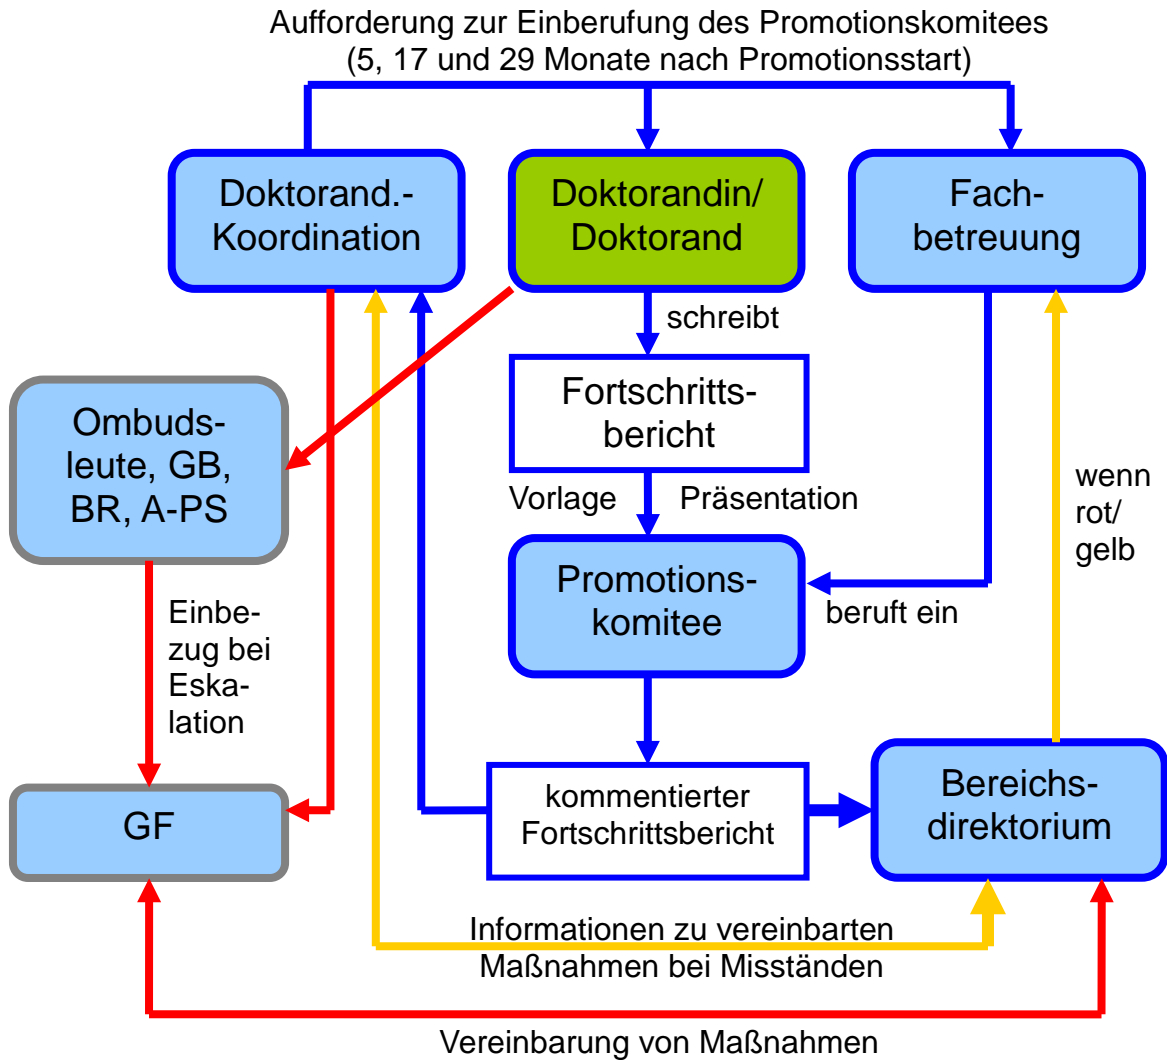 Aufforderung zur Einberufung des Promotionskomitees
(5, 17 und 29 Monate nach Promotionsstart)
Doktorand.-
Koordination
Doktorandin/
Doktorand
Fach-
betreuung
schreibt
Fortschritts-
bericht
Ombuds-
leute, GB,
BR, A-PS
wenn
rot/
gelb
Vorlage
Präsentation
Promotions-
komitee
beruft ein
Einbe-
zug bei
Eska-
lation
GF
kommentierter
Fortschrittsbericht
Bereichs-
direktorium
Informationen zu vereinbarten
Maßnahmen bei Misständen
Vereinbarung von Maßnahmen